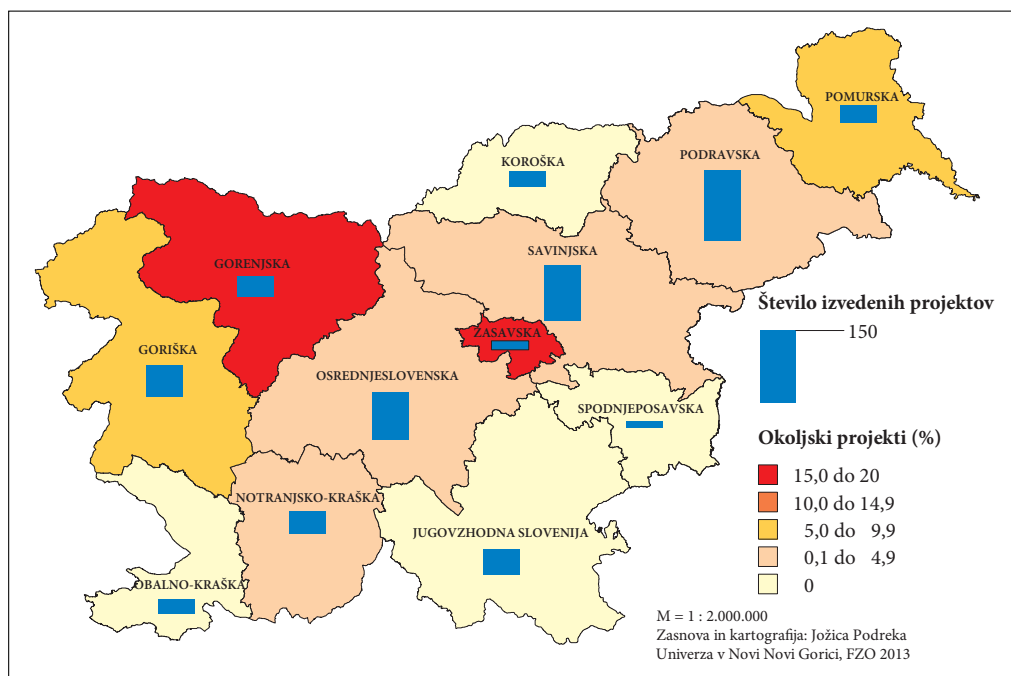 POMURSKA
PODRAVSKA
KOROŠKA
SAVINJSKA
GORENJSKA
ZASAVSKA
GORIŠKA
OSREDNJESLOVENSKA
SPODNJEPOSAVSKA
NOTRANJSKO-KRAŠKA
JUGOVZHODNA SLOVENIJA
OBALNO-KRAŠKA
Število izvedenih projektov
150
Okoljski projekti (%)
15,0 do 20
10,0 do 14,9
5,0 do 9,9
0,1 do 4,9
0
M = 1 : 2.000.000
Zasnova in kartografija: Jožica Podreka
Univerza v Novi Novi Gorici, FZO 2013